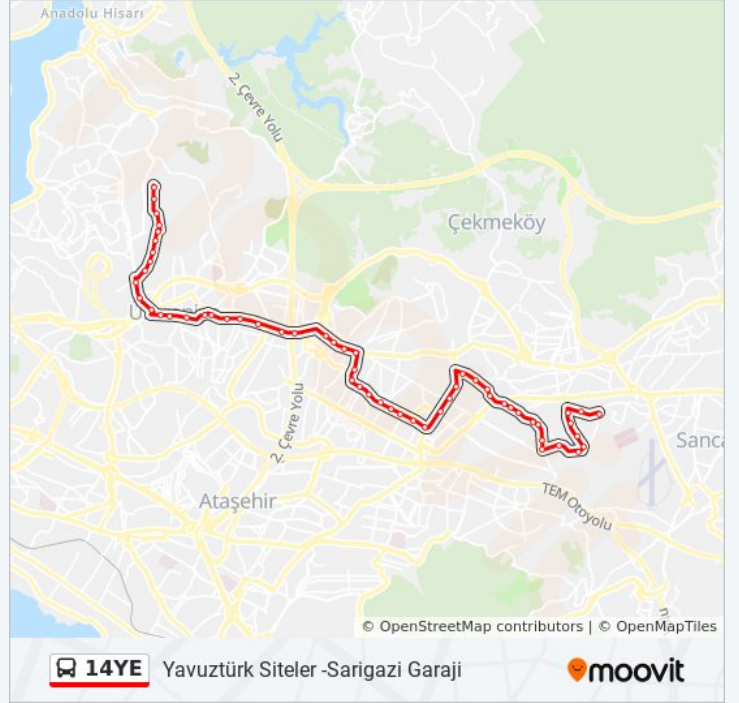 Anadolu Hisarı
2. Çevre Yolu
Çekmeköy
2. Çevre Yolu
Sanca
Ataşehir
TEM Otoyolu
© OpenStreetMap contributors | © OpenMapTiles
14YE Yavuztürk Siteler -Sarigazi Garaji moovit